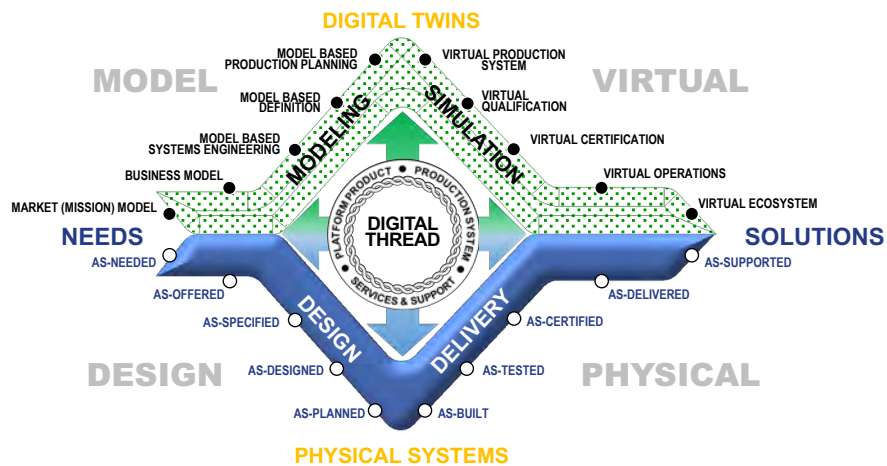 DIGITAL TWINS
MODEL
VIRTUAL
MODEL BASED
PRODUCTION PLANNING
VIRTUAL PRODUCTION
SYSTEM
MODEL BASED
DEFINITION
VIRTUAL
QUALIFICATION
MODELING
SIMULATION
MODEL BASED
SYSTEMS ENGINEERING
VIRTUAL CERTIFICATION
BUSINESS MODEL
VIRTUAL OPERATIONS
MARKET (MISSION) MODEL
VIRTUAL ECOSYSTEM
PLATFORM PRODUCT
PRODUCTION SYSTEM
SERVICES & SUPPORT
DIGITAL
THREAD
NEEDS
SOLUTIONS
AS-NEEDED
AS-SUPPORTED
AS-OFFERED
AS-DELIVERED
DESIGN
DELIVERY
AS-SPECIFIED
AS-CERTIFIED
DESIGN
PHYSICAL
AS-DESIGNED
AS-TESTED
AS-PLANNED
AS-BUILT
PHYSICAL SYSTEMS